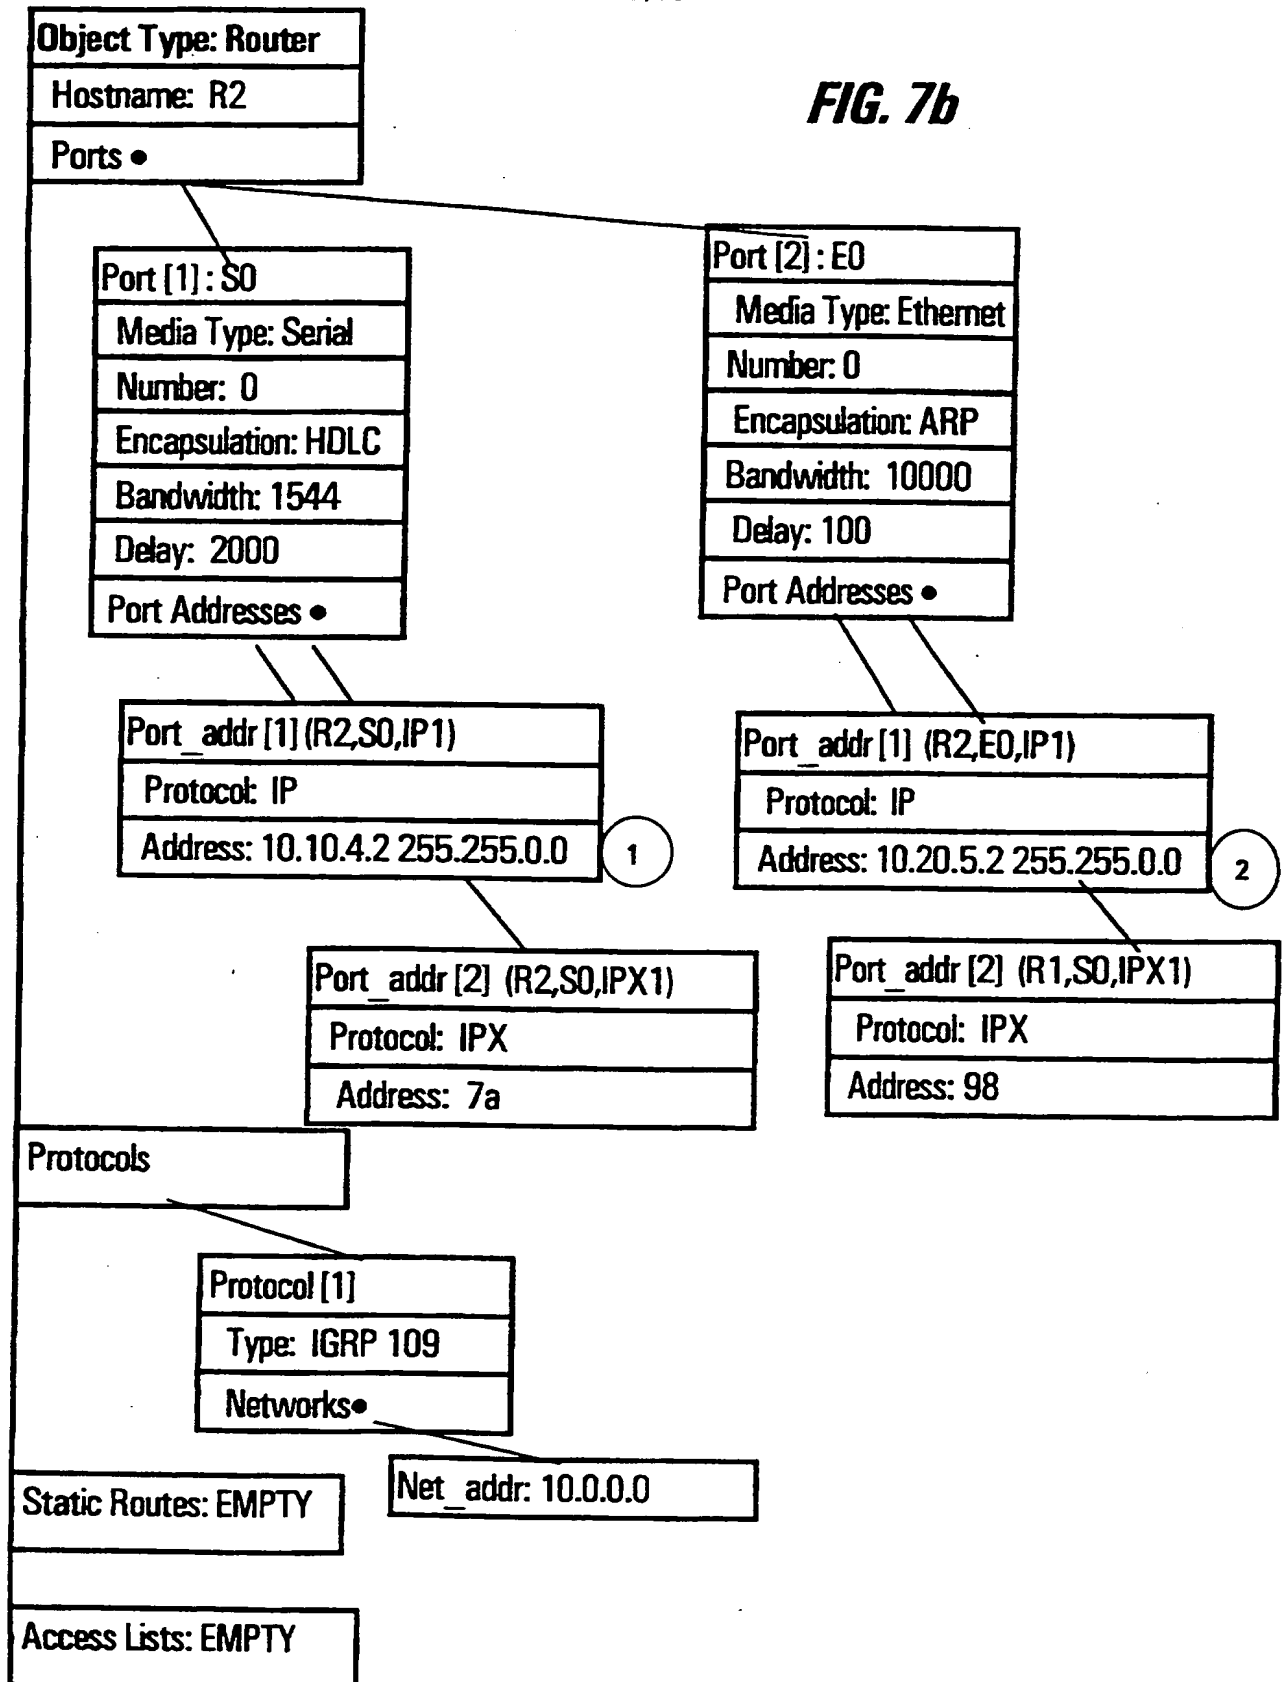 FIG. 7b
Object Type: Router
Hostname: R2
Ports
Port [1] : S0
Media Type: Serial
Number: 0
Encapsulation: HDLC
Bandwidth: 1544
Delay: 2000
Port Addresses
Port [2] : E0
Media Type: Ethernet
Number: 0
Encapsulation: ARP
Bandwidth: 10000
Delay: 100
Port Addresses
Port_addr [1] (R2,S0,IP1)
Protocol: IP
Address: 10.10.4.2 255.255.0.0
1
Port_addr [1] (R2,E0,IP1)
Protocol: IP
Address: 10.20.5.2 255.255.0.0
2
Port_addr [2] (R2,S0,IPX1)
Protocol: IPX
Address: 7a
Port_addr [2] (R1,S0,IPX1)
Protocol: IPX
Address: 98
Protocols
Protocol [1]
Type: IGRP 109
Networks
Net_addr: 10.0.0.0
Static Routes: EMPTY
Access Lists: EMPTY